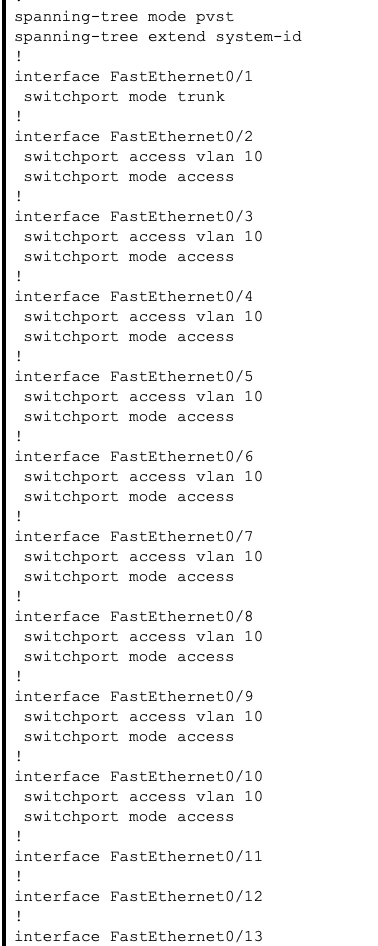 spanning-tree mode pvst
spanning-tree extend system-id
!
interface FastEthernet0/1
 switchport mode trunk
!
interface FastEthernet0/2
 switchport access vlan 10
 switchport mode access
!
interface FastEthernet0/3
 switchport access vlan 10
 switchport mode access
!
interface FastEthernet0/4
 switchport access vlan 10
 switchport mode access
!
interface FastEthernet0/5
 switchport access vlan 10
 switchport mode access
!
interface FastEthernet0/6
 switchport access vlan 10
 switchport mode access
!
interface FastEthernet0/7
 switchport access vlan 10
 switchport mode access
!
interface FastEthernet0/8
 switchport access vlan 10
 switchport mode access
!
interface FastEthernet0/9
 switchport access vlan 10
 switchport mode access
!
interface FastEthernet0/10
 switchport access vlan 10
 switchport mode access
!
interface FastEthernet0/11
!
interface FastEthernet0/12
!
interface FastEthernet0/13